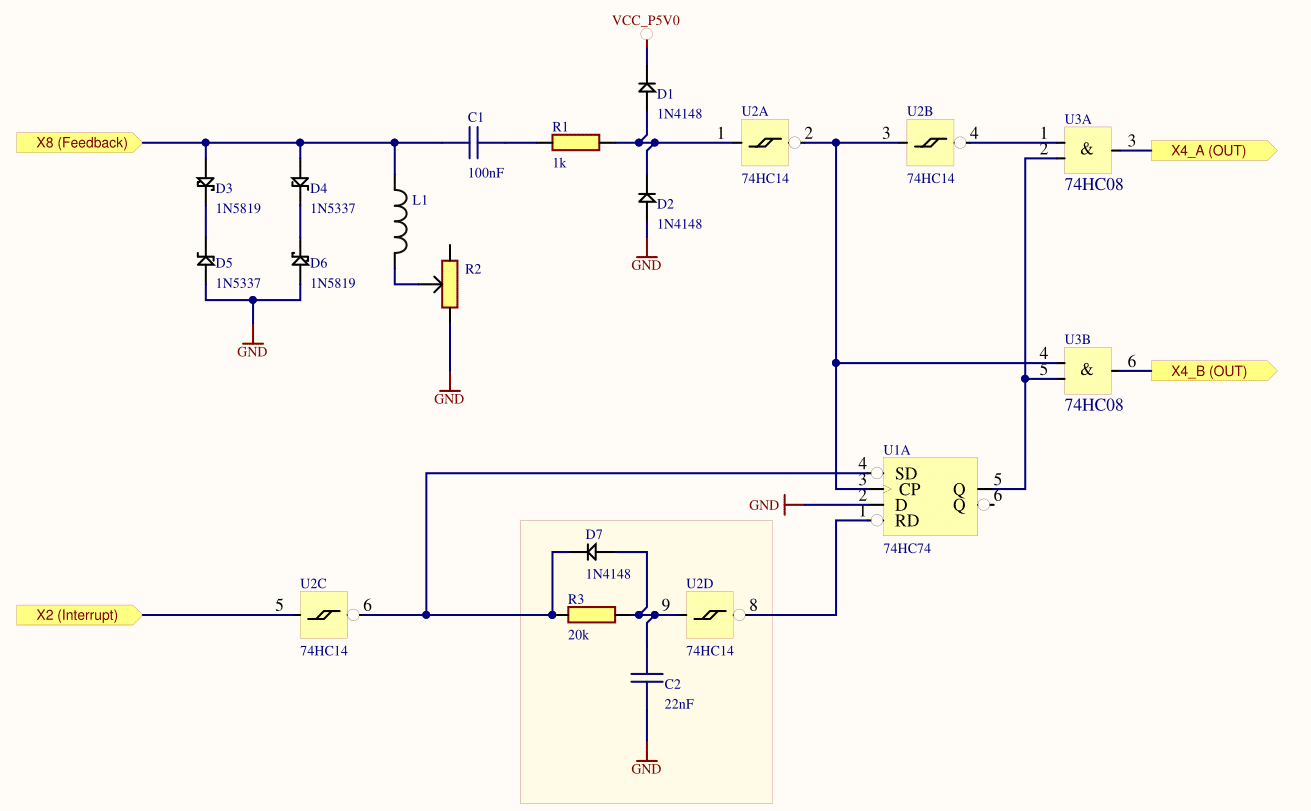 VCC_P5V0
D1
1N4148
X8 (Feedback)
C1
100nF
R1
1k
1
U2A
2
74HC14
3
U2B
4
74HC14
1
2
U3A
&
3
74HC08
X4_A (OUT)
D3
1N5819
D4
1N5337
L1
D2
1N4148
GND
D5
1N5337
D6
1N5819
R2
GND
GND
4
5
U3B
&
6
74HC08
X4_B (OUT)
U1A
4
SD
3
CP
Q
5
GND
2
D
Q
6
1
RD
74HC74
D7
1N4148
X2 (Interrupt)
5
U2C
6
74HC14
R3
20k
9
U2D
8
74HC14
C2
22nF
GND